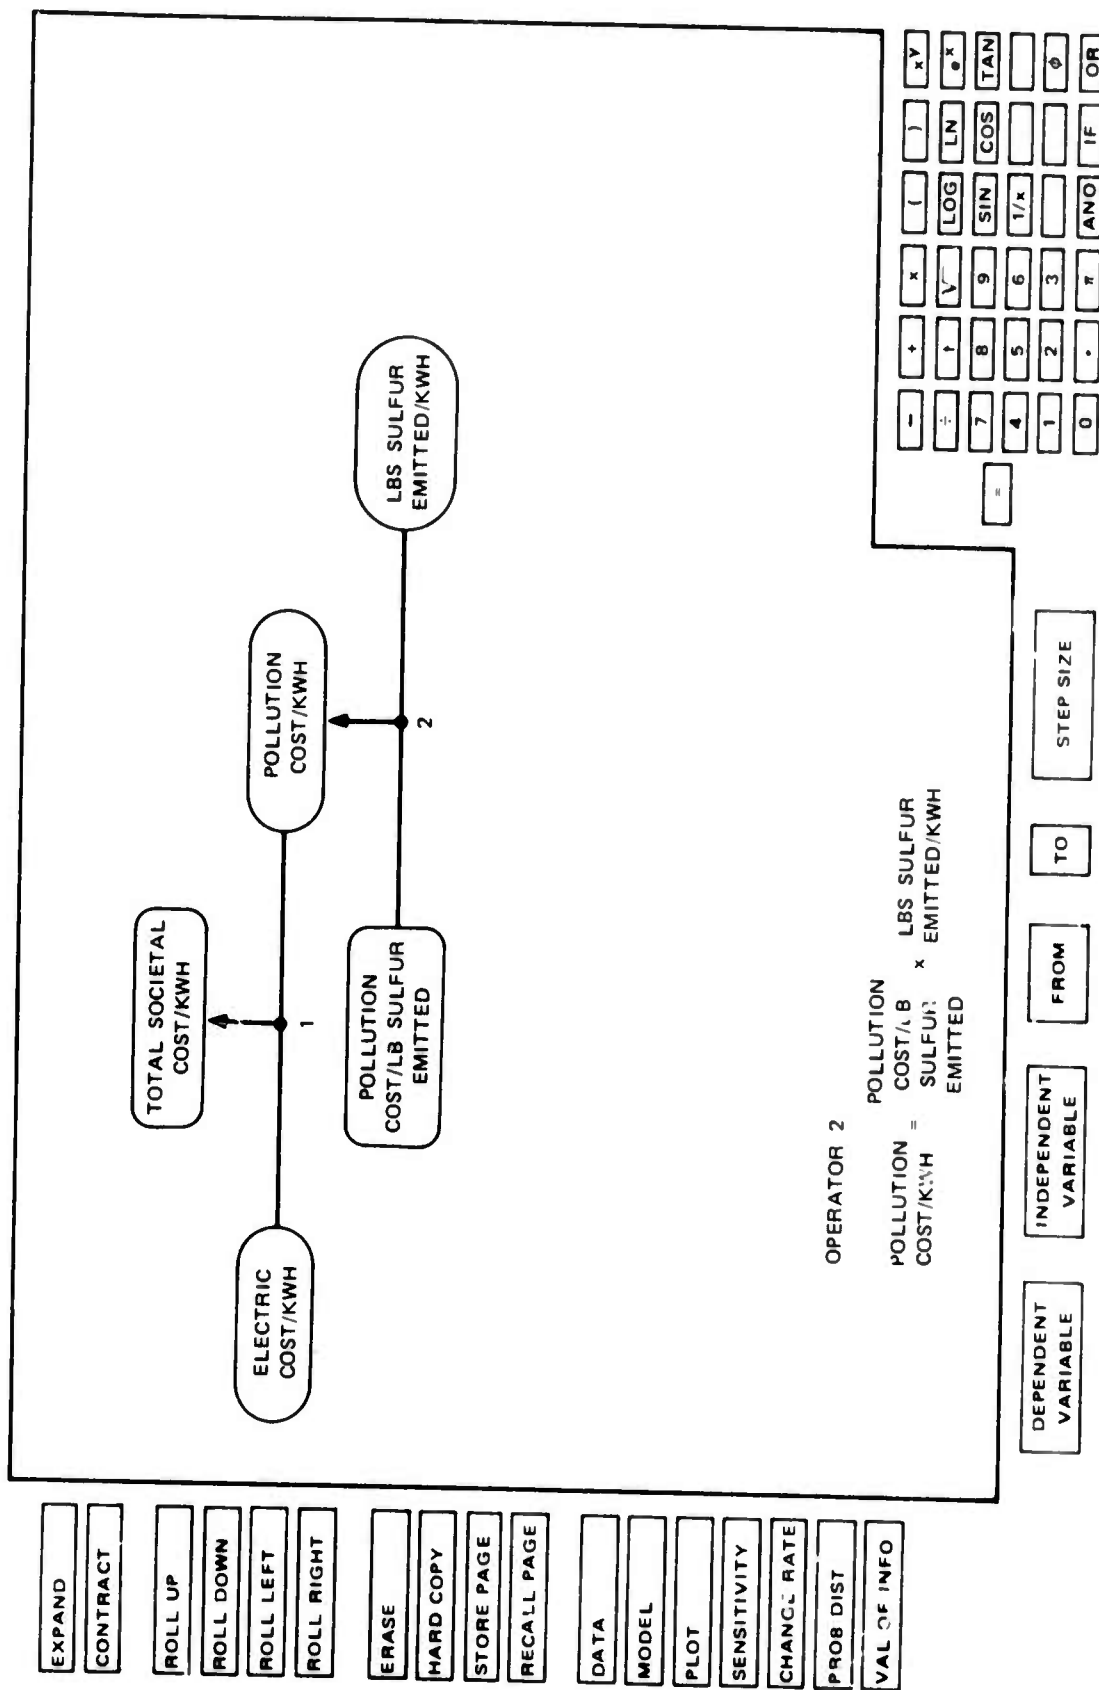 EXPAND
CONTRACT
ROLL UP
ROLL DOWN
ROLL LEFT
ROLL RIGHT
ERASE
HARD COPY
STORE PAGE
RECALL PAGE
DATA
MODEL
PLOT
SENSITIVITY
CHANGE RATE
PROB DIST
VAL OF INFO
TOTAL SOCIETAL
COST/KWH
1
ELECTRIC
COST/KWH
POLLUTION
COST/KWH
2
POLLUTION
COST/LB SULFUR
EMITTED
LBS SULFUR
EMITTED/KWH
OPERATOR 2
POLLUTION
POLLUTION = COST/LB LBS SULFUR
COST/KWH SULFUR × EMITTED/KWH
EMITTED
DEPENDENT
VARIABLE
INDEPENDENT
VARIABLE
FROM
TO
STEP SIZE
=
− + × ( ) x^y
÷ ↑ √ LOG LN e^x
7 8 9 SIN COS TAN
4 5 6 1/x
1 2 3 φ
0 · π AND IF OR